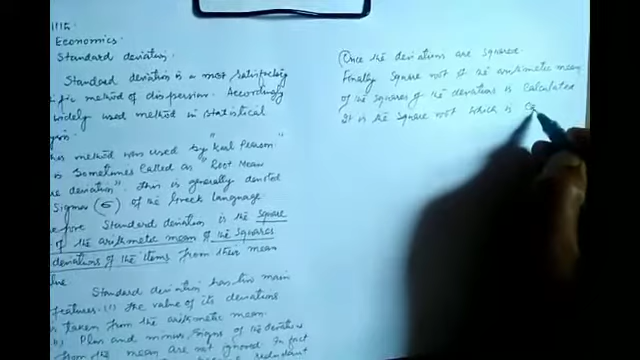 Economics.
Standard deviation.
Standard deviation is a most satisfactory
fic method of dispersion. Accordingly
widely used method in statistical
method was used by "Karl Pearson"
is Sometimes called as "Root Mean
deviation". This is generally denoted
Sigma (σ) of the Greek language
Standard deviation is the Square
of the arithmetic mean of the Squares
deviations of the items from their mean
Standard deviation has two main
features. (i) The value of its deviations
is taken from the arithmetic mean.
Plus and minus signs of the deviations
from the mean are not ignored. In fact
redundant
Once the deviations are squared.
Finally Square root of the arithmetic mean
of the Squares of the deviations is calculated
It is the Square root which is